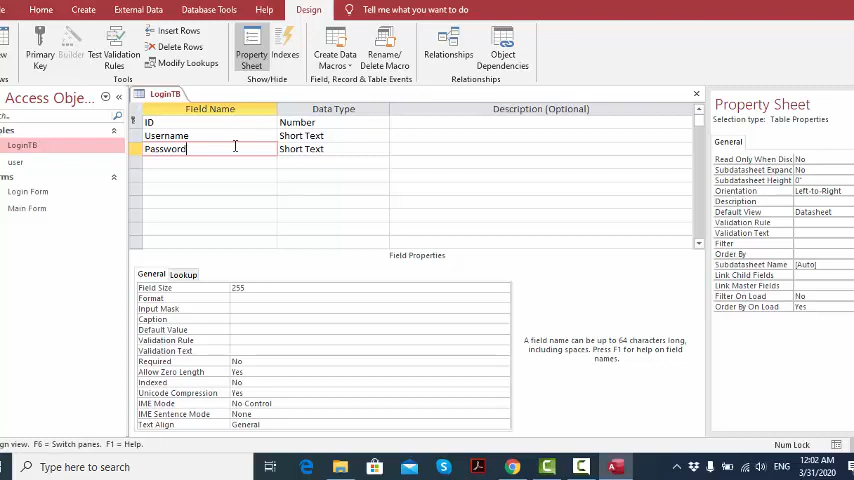 Home Create External Data Database Tools Help Design Tell me what you want to do
Primary Key
Builder
Test Validation Rules
Insert Rows
Delete Rows
Modify Lookups
Property Sheet
Indexes
Create Data Macros
Rename/ Delete Macro
Relationships
Object Dependencies
Tools
Show/Hide
Field, Record & Table Events
Relationships
Access Obje...
LoginTB
user
Login Form
Main Form
LoginTB
Field Name Data Type Description (Optional)
ID Number
Username Short Text
Password Short Text
Field Properties
General Lookup
Field Size 255
Format
Input Mask
Caption
Default Value
Validation Rule
Validation Text
Required No
Allow Zero Length Yes
Indexed No
Unicode Compression Yes
IME Mode No Control
IME Sentence Mode None
Text Align General
A field name can be up to 64 characters long,
including spaces. Press F1 for help on field
names.
Property Sheet
Selection type: Table Properties
General
Read Only When Disc No
Subdatasheet Expand No
Subdatasheet Height 0"
Orientation Left-to-Right
Description
Default View Datasheet
Validation Rule
Validation Text
Filter
Order By
Subdatasheet Name [Auto]
Link Child Fields
Link Master Fields
Filter On Load No
Order By On Load Yes
ign view. F6 = Switch panes. F1 = Help.
Num Lock
Type here to search
12:02 AM
3/31/2020